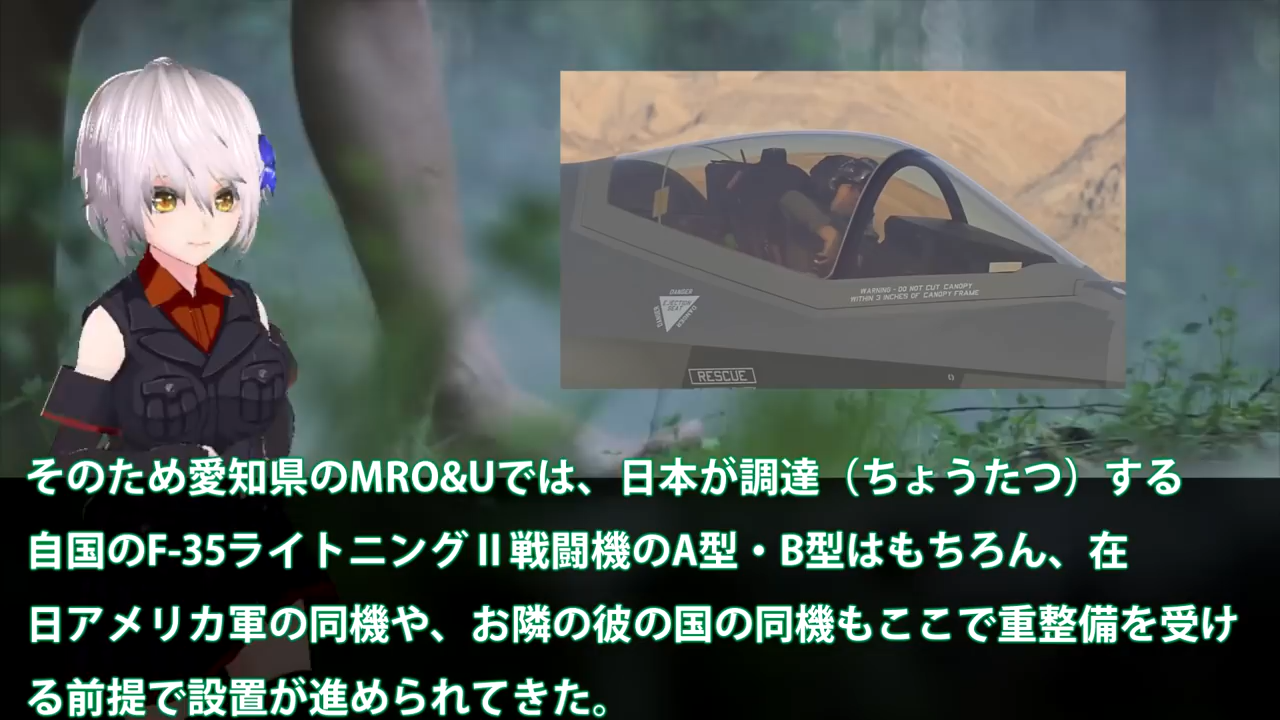 WARNING - DO NOT CUT CANOPY
WITHIN 3 INCHES OF CANOPY FRAME
DANGER
EJECTION
SEAT
DANGER
DANGER
RESCUE
そのため愛知県のMRO&Uでは、日本が調達（ちょうたつ）する
自国のF-35ライトニングⅡ戦闘機のA型・B型はもちろん、在
日アメリカ軍の同機や、お隣の彼の国の同機もここで重整備を受け
る前提で設置が進められてきた。